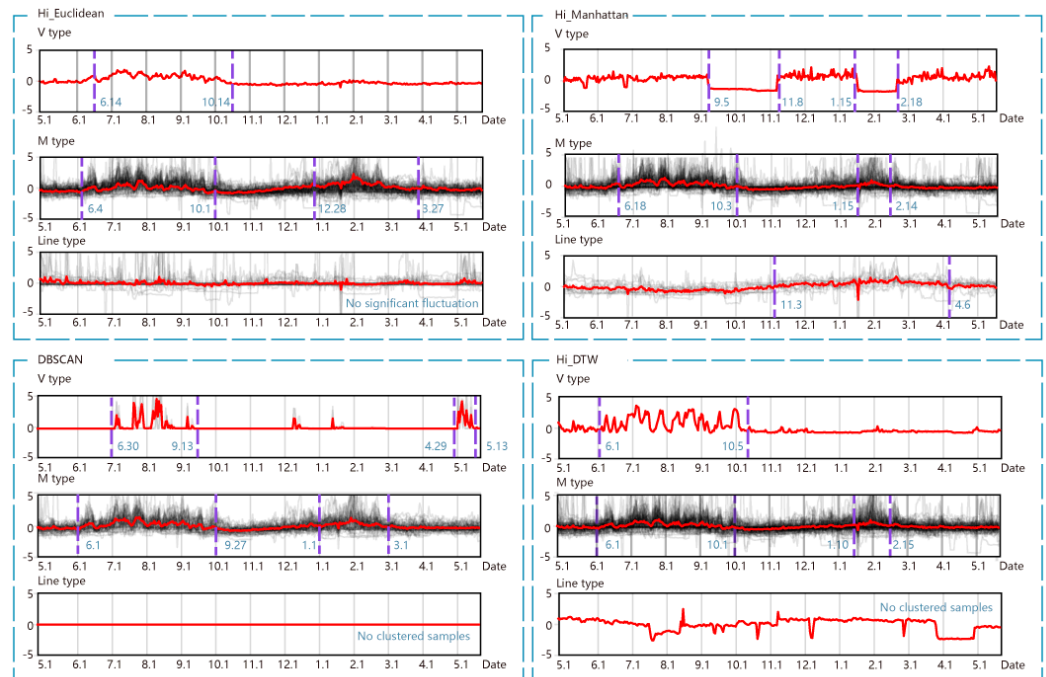 Hi_Euclidean
V type
5
0
-5
6.14
10.14
5.1 6.1 7.1 8.1 9.1 10.1 11.1 12.1 1.1 2.1 3.1 4.1 5.1 Date
M type
5
0
-5
6.4
10.1
12.28
3.27
5.1 6.1 7.1 8.1 9.1 10.1 11.1 12.1 1.1 2.1 3.1 4.1 5.1 Date
Line type
5
0
-5
No significant fluctuation
5.1 6.1 7.1 8.1 9.1 10.1 11.1 12.1 1.1 2.1 3.1 4.1 5.1 Date
Hi_Manhattan
V type
5
0
-5
9.5
11.8
1.15
2.18
5.1 6.1 7.1 8.1 9.1 10.1 11.1 12.1 1.1 2.1 3.1 4.1 5.1 Date
M type
5
0
-5
6.18
10.3
1.15
2.14
5.1 6.1 7.1 8.1 9.1 10.1 11.1 12.1 1.1 2.1 3.1 4.1 5.1 Date
Line type
5
0
-5
11.3
4.6
5.1 6.1 7.1 8.1 9.1 10.1 11.1 12.1 1.1 2.1 3.1 4.1 5.1 Date
DBSCAN
V type
5
0
-5
6.30
9.13
4.29
5.13
5.1 6.1 7.1 8.1 9.1 10.1 11.1 12.1 1.1 2.1 3.1 4.1 5.1 Date
M type
5
0
-5
6.1
9.27
1.1
3.1
5.1 6.1 7.1 8.1 9.1 10.1 11.1 12.1 1.1 2.1 3.1 4.1 5.1 Date
Line type
5
0
-5
No clustered samples
5.1 6.1 7.1 8.1 9.1 10.1 11.1 12.1 1.1 2.1 3.1 4.1 5.1 Date
Hi_DTW
V type
5
0
-5
6.1
10.5
5.1 6.1 7.1 8.1 9.1 10.1 11.1 12.1 1.1 2.1 3.1 4.1 5.1 Date
M type
5
0
-5
6.1
10.1
1.10
2.15
5.1 6.1 7.1 8.1 9.1 10.1 11.1 12.1 1.1 2.1 3.1 4.1 5.1 Date
Line type
5
0
-5
No clustered samples
5.1 6.1 7.1 8.1 9.1 10.1 11.1 12.1 1.1 2.1 3.1 4.1 5.1 Date